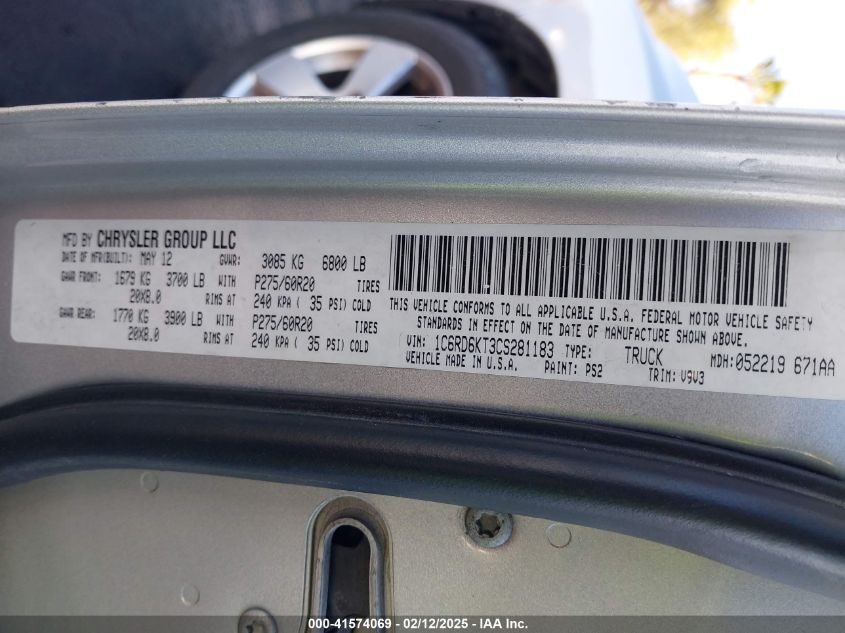 MFD BY CHRYSLER GROUP LLC
DATE OF MFR(BUILT): MAY 12 GVWR: 3085 KG 6800 LB
GAWR FRONT: 1679 KG 3700 LB WITH P275/60R20 TIRES
20X8.0 RIMS AT 240 KPA ( 35 PSI) COLD
GAWR REAR: 1770 KG 3900 LB WITH P275/60R20 TIRES
20X8.0 RIMS AT 240 KPA ( 35 PSI) COLD
THIS VEHICLE CONFORMS TO ALL APPLICABLE U.S.A. FEDERAL MOTOR VEHICLE SAFETY
STANDARDS IN EFFECT ON THE DATE OF MANUFACTURE SHOWN ABOVE.
VIN: 1C6RD6KT3CS281183 TYPE: TRUCK MDH:052219 671AA
VEHICLE MADE IN U.S.A. PAINT: PS2 TRIM: V9V3
000-41574069 - 02/12/2025 - IAA Inc.